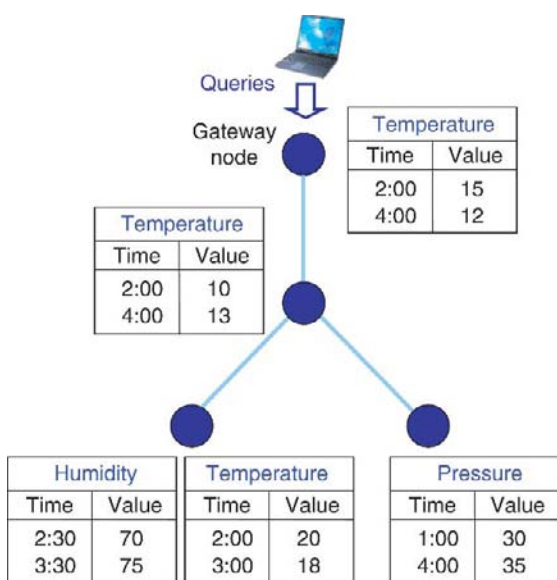 Queries
Gateway
node
Temperature
Time Value
2:00 15
4:00 12
Temperature
Time Value
2:00 10
4:00 13
Humidity
Time Value
2:30 70
3:30 75
Temperature
Time Value
2:00 20
3:00 18
Pressure
Time Value
1:00 30
4:00 35